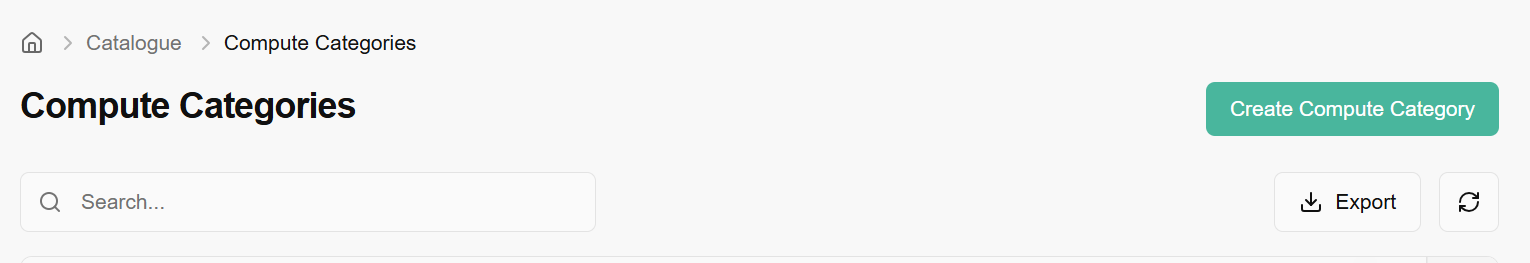 Catalogue Compute Categories
Compute Categories
Create Compute Category
Search...
Export